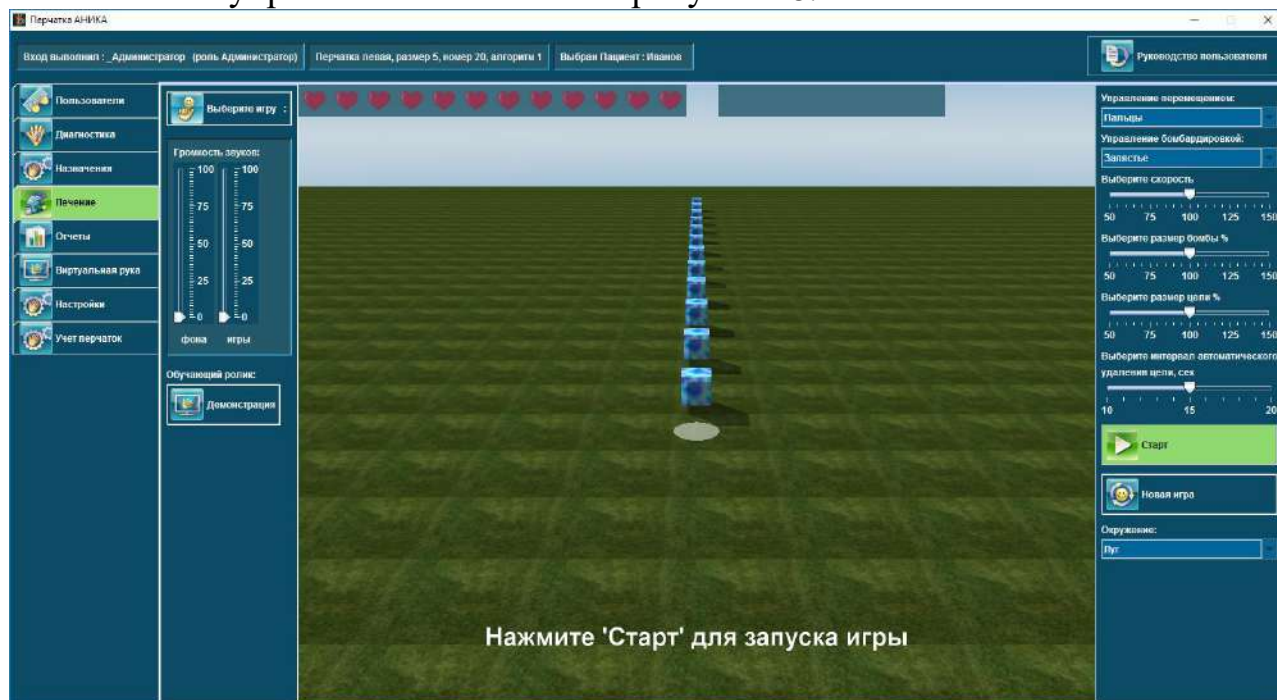 Перчатка АНИКА
Вход выполнил : _Администратор (роль Администратор)
Перчатка левая, размер 5, номер 20, алгоритм 1
Выбран Пациент : Иванов
Руководство пользователя
Пользователи
Диагностика
Назначения
Лечение
Отчеты
Виртуальная рука
Настройки
Учет перчаток
Выберите игру :
Громкость звуков:
100 100
75 75
50 50
25 25
0 0
фона игры
Обучающий ролик:
Демонстрация
Нажмите 'Старт' для запуска игры
Управление перемещением:
Пальцы
Управление бомбардировкой:
Запястье
Выберите скорость
50 75 100 125 150
Выберите размер бомбы %
50 75 100 125 150
Выберите размер цели %
50 75 100 125 150
Выберите интервал автоматического
удаления цели, сек
10 15 20
Старт
Новая игра
Окружение:
Луг